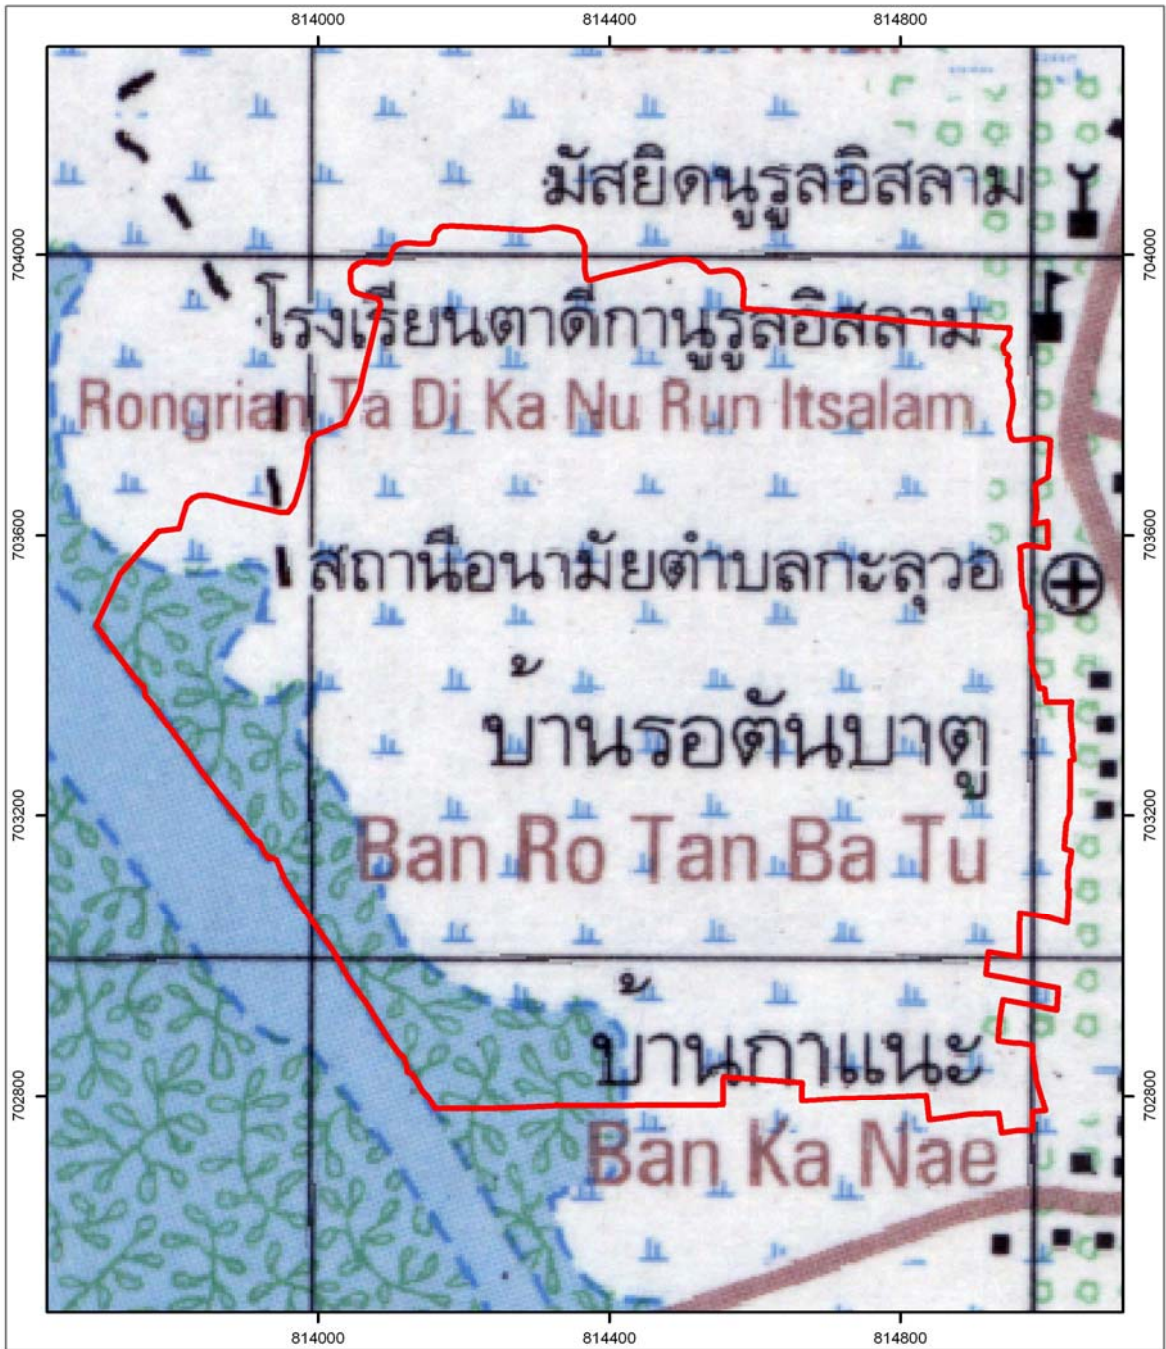 814000 814400 814800
มัสยิดนูรูลอิสลาม
704000 704000
โรงเรียนตาดีกานูรูลอิสลาม
Rongrian Ta Di Ka Nu Run Itsalam
703600 703600
สถานีอนามัยตำบลกะลุวอ
บ้านรอตันบาตู
703200 703200
Ban Ro Tan Ba Tu
บ้านกาแนะ
702800 702800
Ban Ka Nae
814000 814400 814800